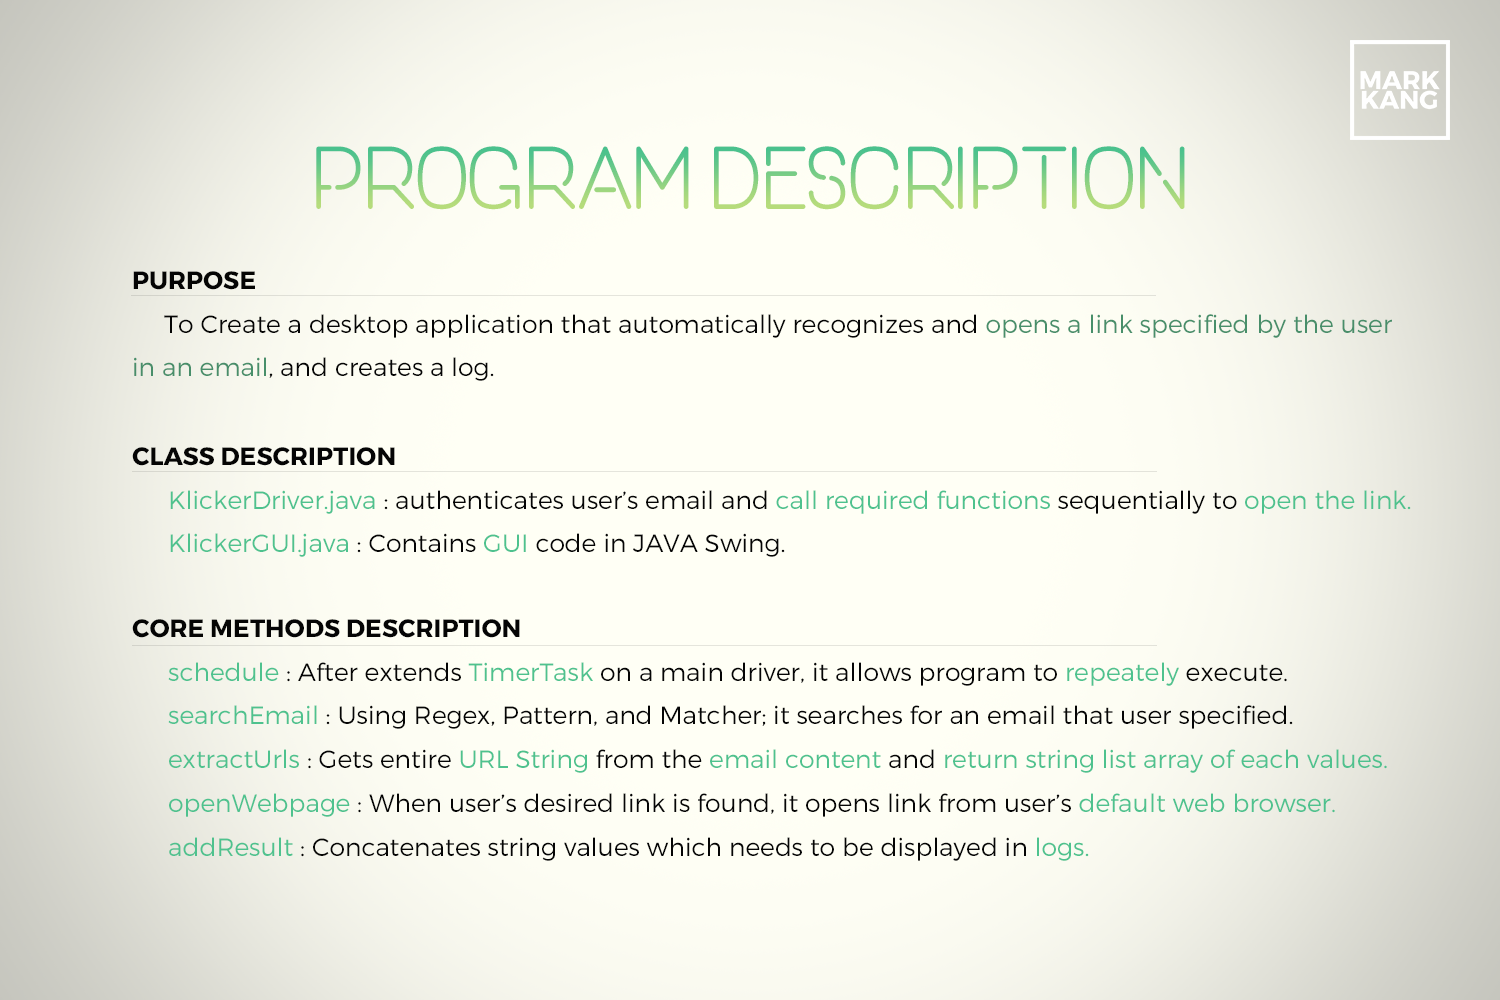 MARK
KANG
PROGRAM DESCRIPTION
PURPOSE
To Create a desktop application that automatically recognizes and opens a link specified by the user
in an email, and creates a log.
CLASS DESCRIPTION
KlickerDriver.java : authenticates user’s email and call required functions sequentially to open the link.
KlickerGUI.java : Contains GUI code in JAVA Swing.
CORE METHODS DESCRIPTION
schedule : After extends TimerTask on a main driver, it allows program to repeately execute.
searchEmail : Using Regex, Pattern, and Matcher; it searches for an email that user specified.
extractUrls : Gets entire URL String from the email content and return string list array of each values.
openWebpage : When user’s desired link is found, it opens link from user’s default web browser.
addResult : Concatenates string values which needs to be displayed in logs.